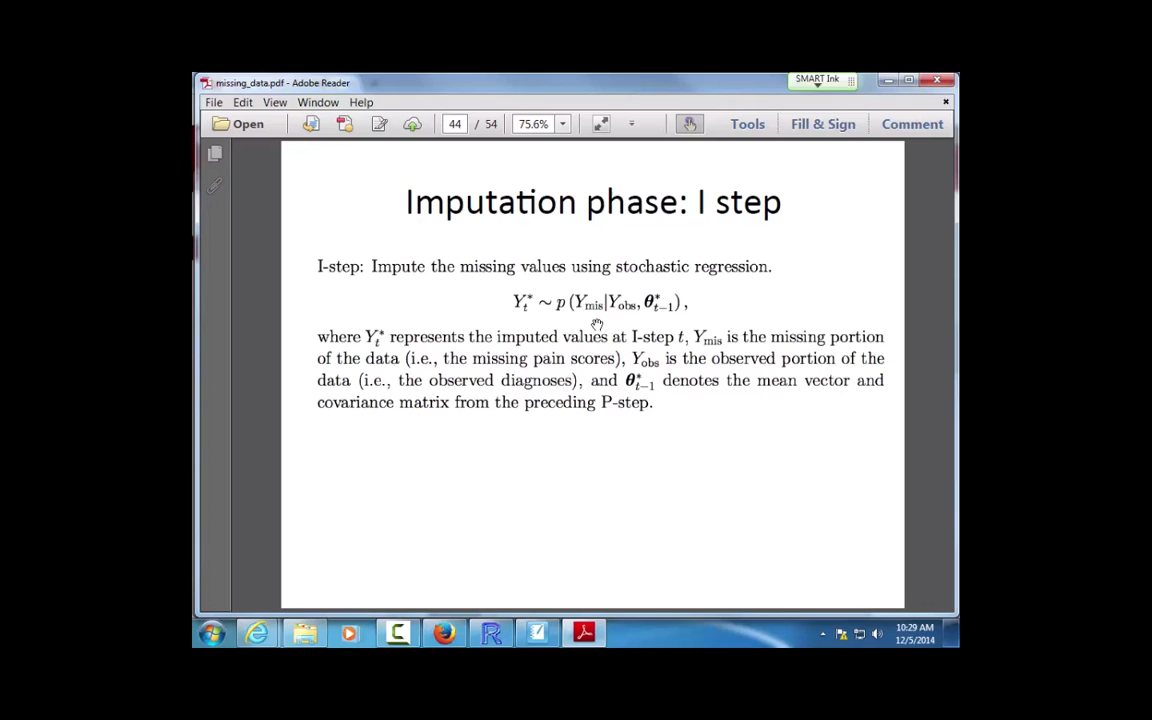 missing_data.pdf - Adobe Reader
SMART Ink
File Edit View Window Help
Open 44 / 54 75.6% Tools Fill & Sign Comment
Imputation phase: I step
I-step: Impute the missing values using stochastic regression.
Y*t ∼ p (Ymis|Yobs, θ*t−1) ,
where Y*t represents the imputed values at I-step t, Ymis is the missing portion
of the data (i.e., the missing pain scores), Yobs is the observed portion of the
data (i.e., the observed diagnoses), and θ*t−1 denotes the mean vector and
covariance matrix from the preceding P-step.
10:29 AM
12/5/2014